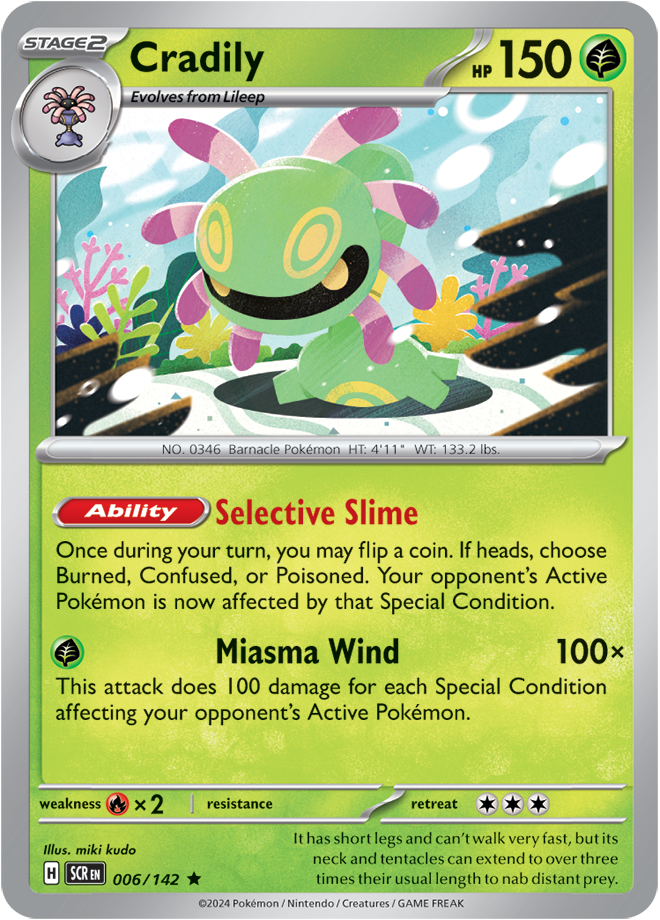 STAGE2
Cradily
HP 150
Evolves from Lileep
NO. 0346 Barnacle Pokémon HT: 4'11" WT: 133.2 lbs.
Ability Selective Slime
Once during your turn, you may flip a coin. If heads, choose
Burned, Confused, or Poisoned. Your opponent's Active
Pokémon is now affected by that Special Condition.
Miasma Wind 100×
This attack does 100 damage for each Special Condition
affecting your opponent's Active Pokémon.
weakness ×2 resistance retreat
Illus. miki kudo
H SCR EN 006/142 ★
It has short legs and can't walk very fast, but its
neck and tentacles can extend to over three
times their usual length to nab distant prey.
©2024 Pokémon / Nintendo / Creatures / GAME FREAK